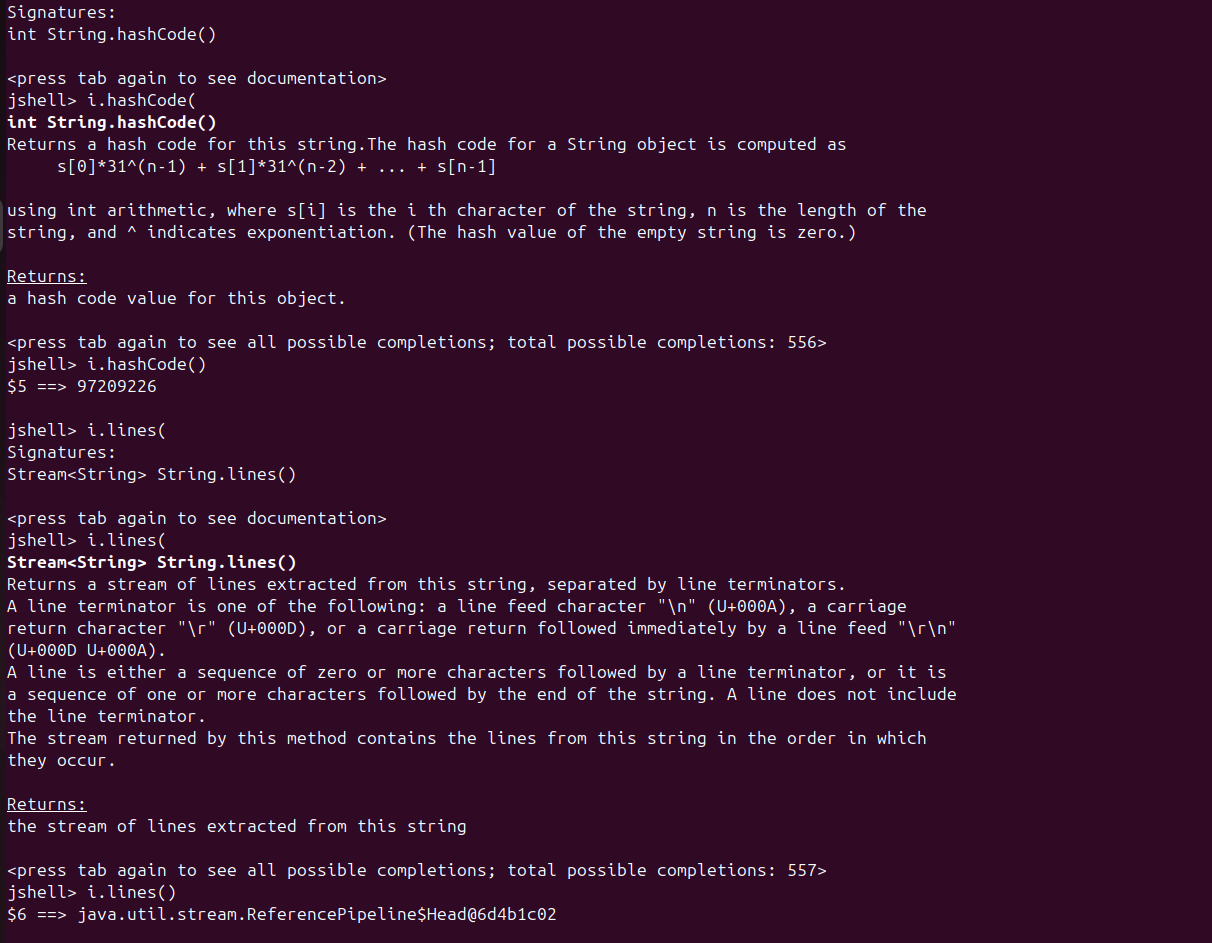 Signatures:
int String.hashCode()
<press tab again to see documentation>
jshell> i.hashCode(
int String.hashCode()
Returns a hash code for this string.The hash code for a String object is computed as
s[0]*31^(n-1) + s[1]*31^(n-2) + ... + s[n-1]
using int arithmetic, where s[i] is the i th character of the string, n is the length of the
string, and ^ indicates exponentiation. (The hash value of the empty string is zero.)
Returns:
a hash code value for this object.
<press tab again to see all possible completions; total possible completions: 556>
jshell> i.hashCode()
$5 ==> 97209226
jshell> i.lines(
Signatures:
Stream<String> String.lines()
<press tab again to see documentation>
jshell> i.lines(
Stream<String> String.lines()
Returns a stream of lines extracted from this string, separated by line terminators.
A line terminator is one of the following: a line feed character "\n" (U+000A), a carriage
return character "\r" (U+000D), or a carriage return followed immediately by a line feed "\r\n"
(U+000D U+000A).
A line is either a sequence of zero or more characters followed by a line terminator, or it is
a sequence of one or more characters followed by the end of the string. A line does not include
the line terminator.
The stream returned by this method contains the lines from this string in the order in which
they occur.
Returns:
the stream of lines extracted from this string
<press tab again to see all possible completions; total possible completions: 557>
jshell> i.lines()
$6 ==> java.util.stream.ReferencePipeline$Head@6d4b1c02